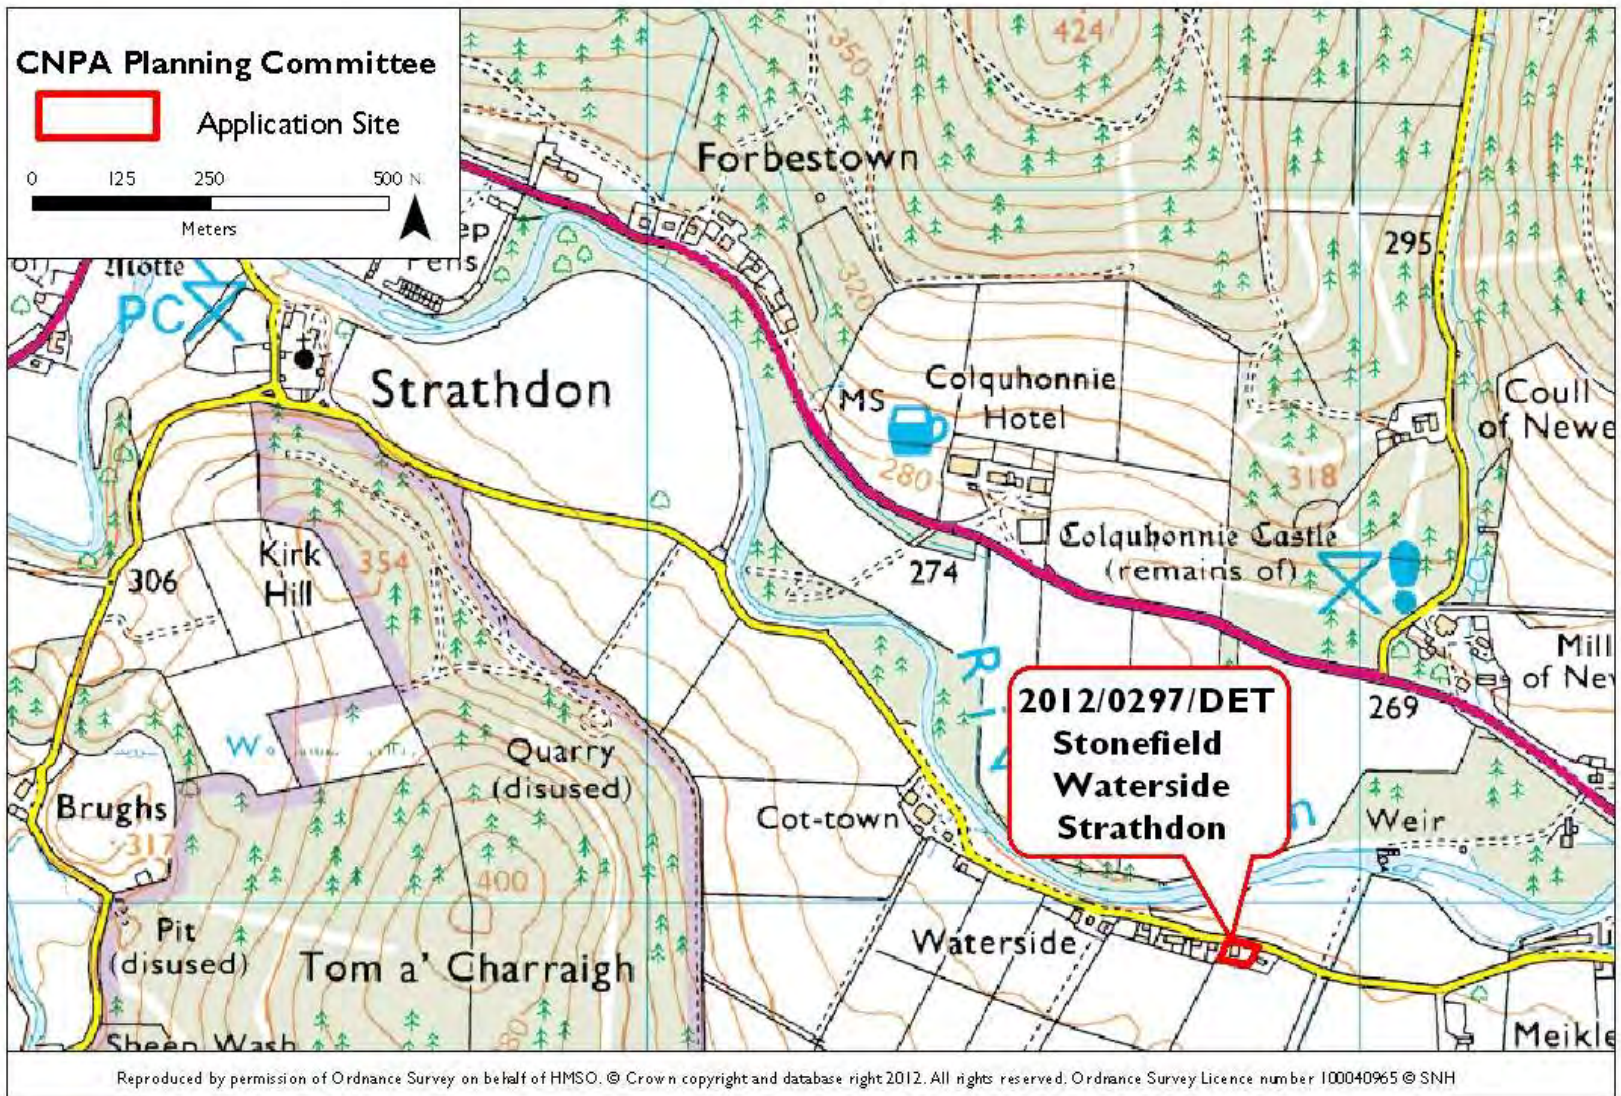 CNPA Planning Committee
Application Site
0 125 250 500 N
Meters
Forbestown
424
350
320
295
Motte
PC
Pens
Strathdon
MS
Colquhonnie
Hotel
280
Coull
of Newe
318
Colquhonnie Castle
(remains of)
274
Kirk
Hill
354
306
Mill
of New
269
2012/0297/DET
Stonefield
Waterside
Strathdon
Quarry
(disused)
Brughs
317
Cot-town
Weir
400
Pit
(disused)
Tom a' Charraigh
Waterside
Sheep Wash
Meikle
Reproduced by permission of Ordnance Survey on behalf of HMSO. © Crown copyright and database right 2012. All rights reserved. Ordnance Survey Licence number 100040965 © SNH